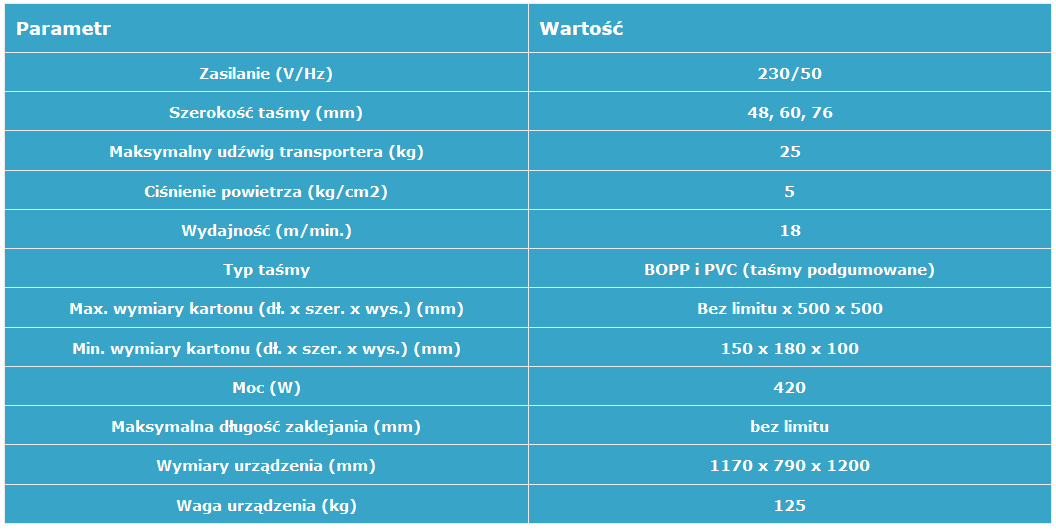 Parametr Wartość
Zasilanie (V/Hz) 230/50
Szerokość taśmy (mm) 48, 60, 76
Maksymalny udźwig transportera (kg) 25
Ciśnienie powietrza (kg/cm2) 5
Wydajność (m/min.) 18
Typ taśmy BOPP i PVC (taśmy podgumowane)
Max. wymiary kartonu (dł. x szer. x wys.) (mm) Bez limitu x 500 x 500
Min. wymiary kartonu (dł. x szer. x wys.) (mm) 150 x 180 x 100
Moc (W) 420
Maksymalna długość zaklejania (mm) bez limitu
Wymiary urządzenia (mm) 1170 x 790 x 1200
Waga urządzenia (kg) 125